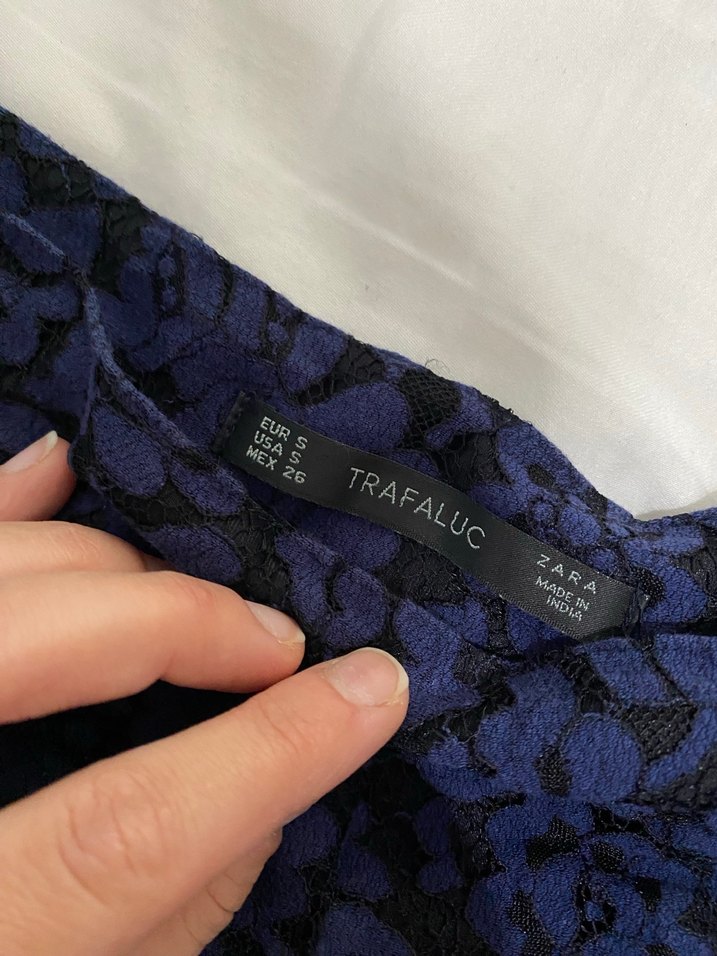 EUR S
USA S
MEX 26
TRAFALUC
ZARA
MADE IN
INDIA